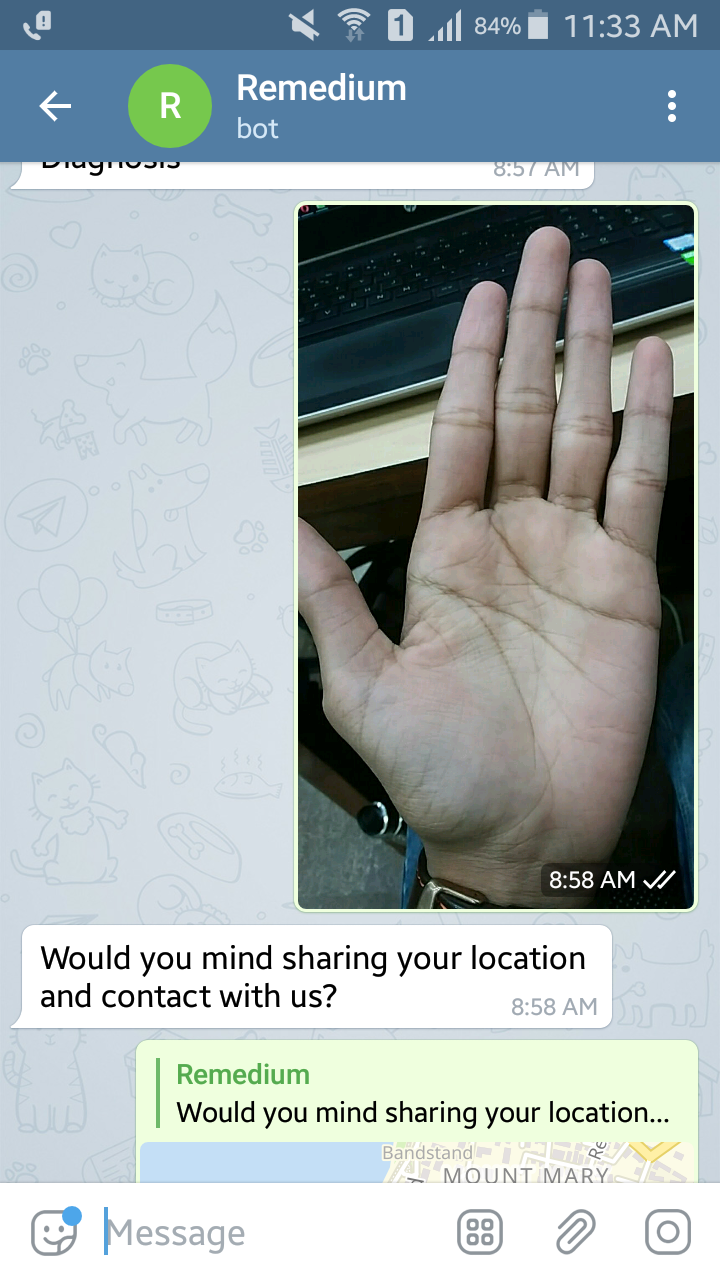 1
84%
11:33 AM
R
Remedium
bot
Diagnosis
8:57 AM
8:58 AM
Would you mind sharing your location
and contact with us?
8:58 AM
Remedium
Would you mind sharing your location...
Bandstand
Re
MOUNT MARY
Message